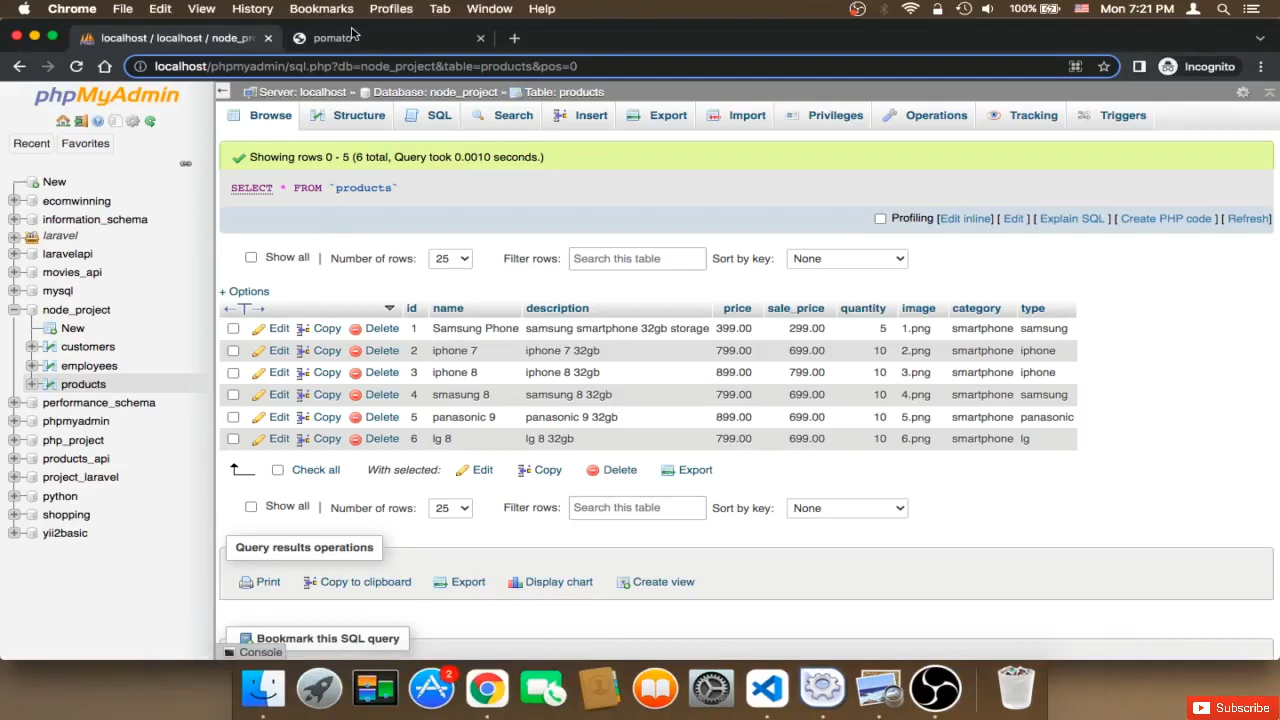 Chrome File Edit View History Bookmarks Profiles Tab Window Help 100% Mon 7:21 PM
localhost / localhost / node_pr pomato
localhost/phpmyadmin/sql.php?db=node_project&table=products&pos=0 Incognito
phpMyAdmin
Recent Favorites
New
ecomwinning
information_schema
laravel
laravelapi
movies_api
mysql
node_project
New
customers
employees
products
performance_schema
phpmyadmin
php_project
products_api
project_laravel
python
shopping
yii2basic
Server: localhost » Database: node_project » Table: products
Browse Structure SQL Search Insert Export Import Privileges Operations Tracking Triggers
Showing rows 0 - 5 (6 total, Query took 0.0010 seconds.)
SELECT * FROM `products`
Profiling [Edit inline] [ Edit ] [ Explain SQL ] [ Create PHP code ] [ Refresh]
Show all | Number of rows: 25 Filter rows: Search this table Sort by key: None
+ Options
id name description price sale_price quantity image category type
Edit Copy Delete 1 Samsung Phone samsung smartphone 32gb storage 399.00 299.00 5 1.png smartphone samsung
Edit Copy Delete 2 iphone 7 iphone 7 32gb 799.00 699.00 10 2.png smartphone iphone
Edit Copy Delete 3 iphone 8 iphone 8 32gb 899.00 799.00 10 3.png smartphone iphone
Edit Copy Delete 4 smasung 8 samsung 8 32gb 799.00 699.00 10 4.png smartphone samsung
Edit Copy Delete 5 panasonic 9 panasonic 9 32gb 899.00 699.00 10 5.png smartphone panasonic
Edit Copy Delete 6 lg 8 lg 8 32gb 799.00 699.00 10 6.png smartphone lg
Check all With selected: Edit Copy Delete Export
Show all | Number of rows: 25 Filter rows: Search this table Sort by key: None
Query results operations
Print Copy to clipboard Export Display chart Create view
Bookmark this SQL query
Console
2
Subscribe